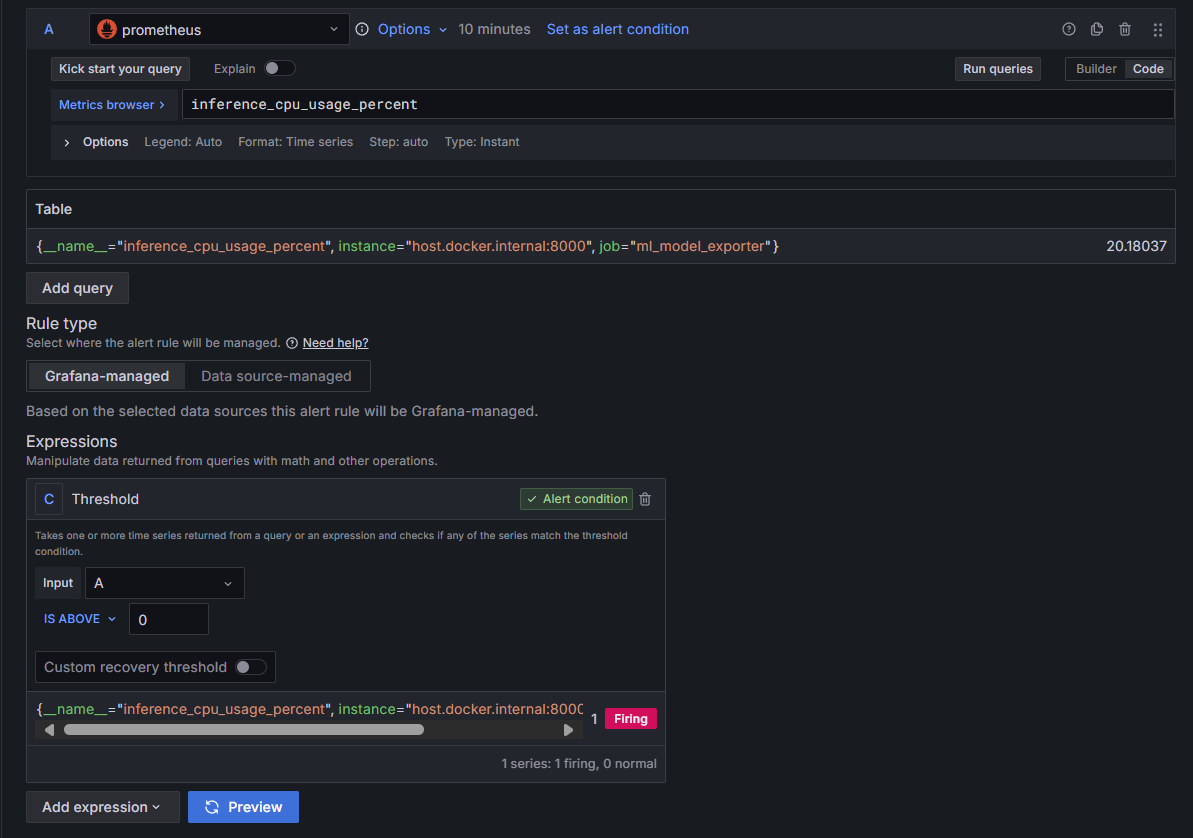 A prometheus Options 10 minutes Set as alert condition
Kick start your query Explain Run queries Builder Code
Metrics browser > inference_cpu_usage_percent
> Options Legend: Auto Format: Time series Step: auto Type: Instant
Table
{__name__="inference_cpu_usage_percent", instance="host.docker.internal:8000", job="ml_model_exporter"} 20.18037
Add query
Rule type
Select where the alert rule will be managed. Need help?
Grafana-managed Data source-managed
Based on the selected data sources this alert rule will be Grafana-managed.
Expressions
Manipulate data returned from queries with math and other operations.
C Threshold Alert condition
Takes one or more time series returned from a query or an expression and checks if any of the series match the threshold
condition.
Input A
IS ABOVE 0
Custom recovery threshold
{__name__="inference_cpu_usage_percent", instance="host.docker.internal:8000 1 Firing
1 series: 1 firing, 0 normal
Add expression Preview